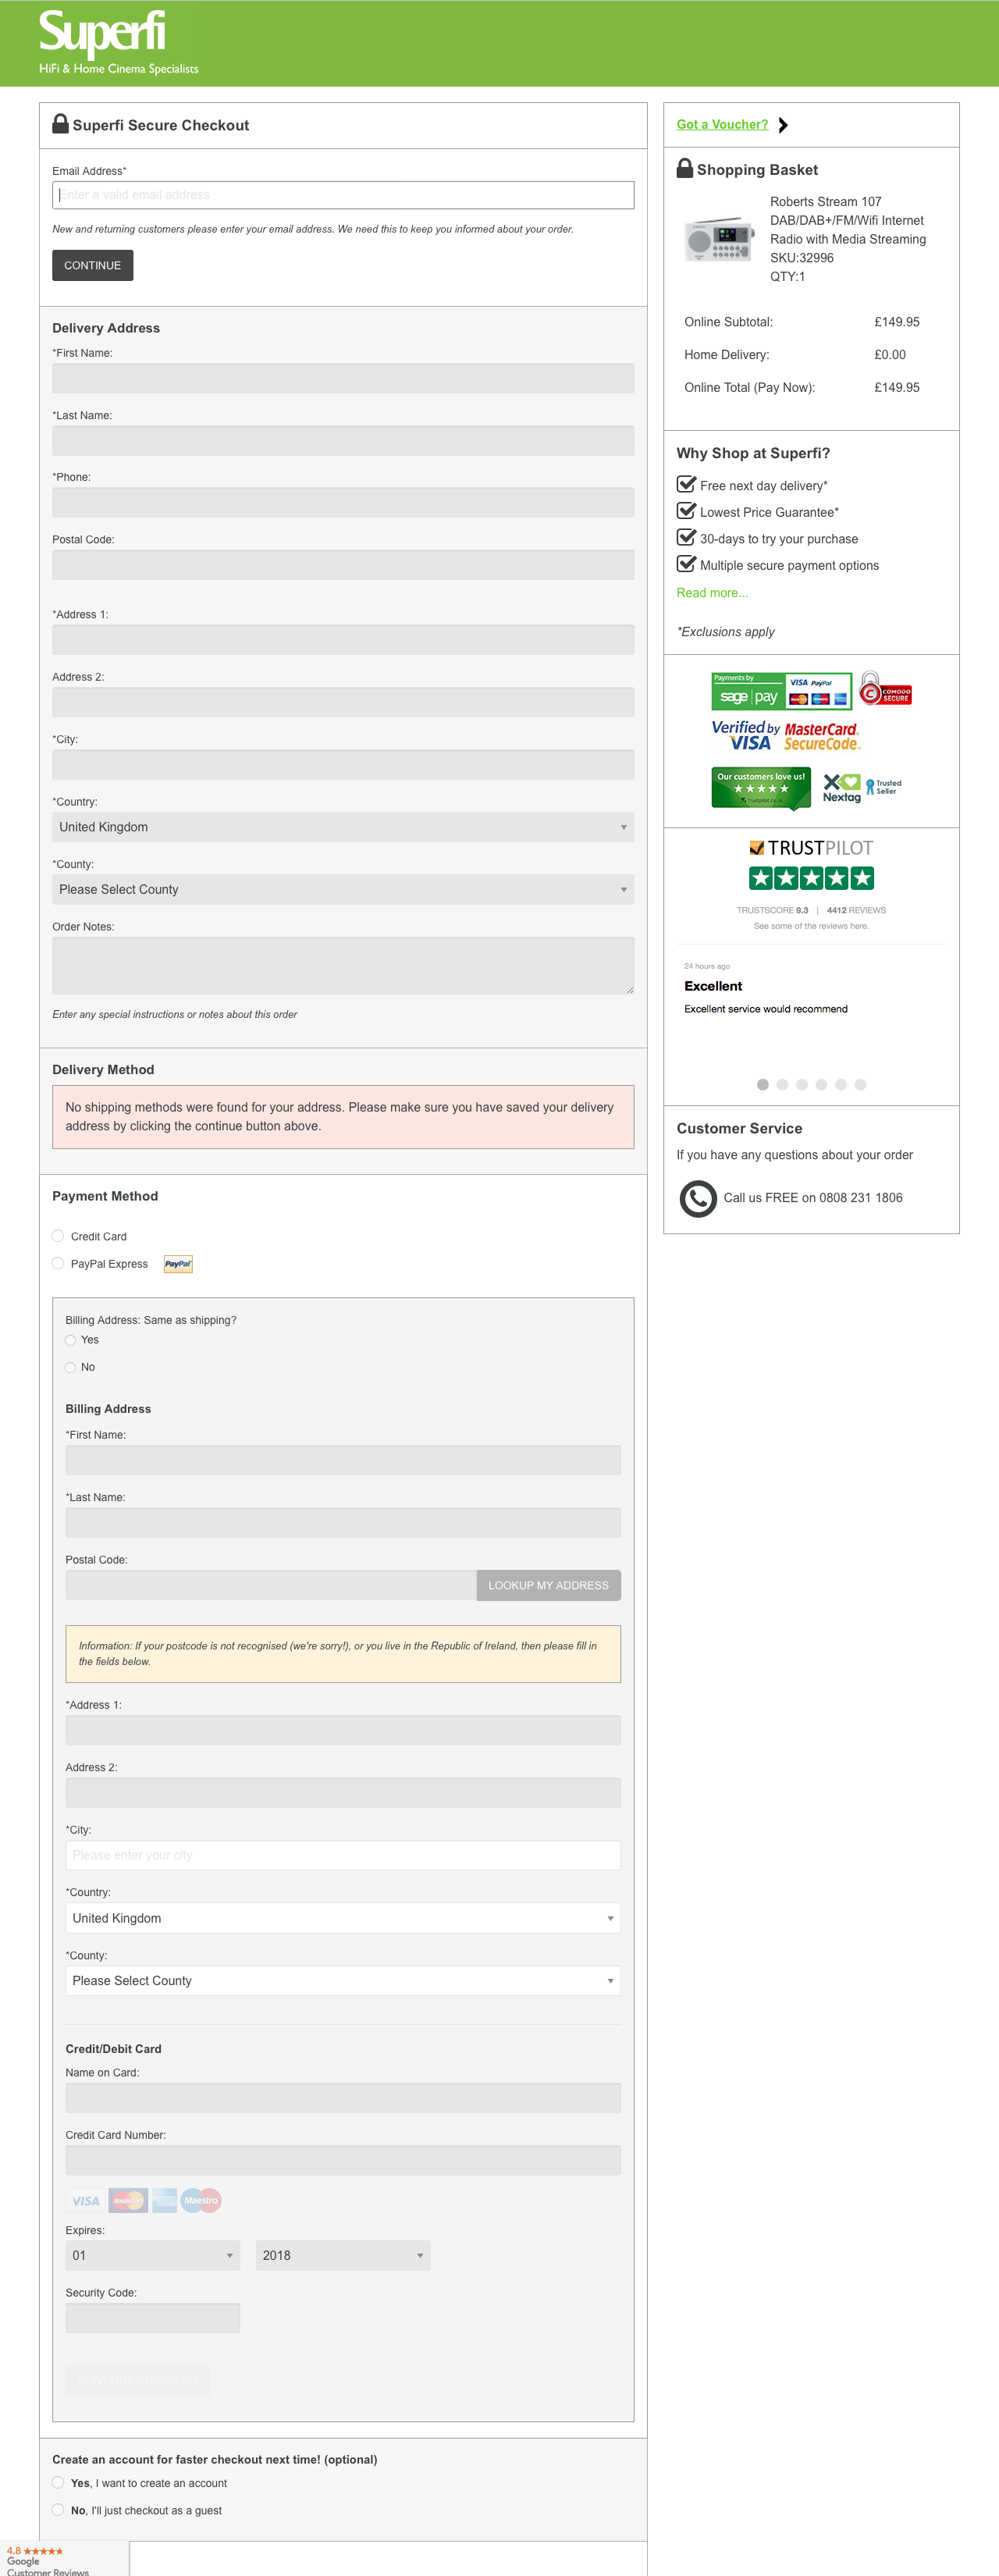 Superfi
HiFi & Home Cinema Specialists
Superfi Secure Checkout
Email Address*
Enter a valid email address
New and returning customers please enter your email address. We need this to keep you informed about your order.
CONTINUE
Delivery Address
*First Name:
*Last Name:
*Phone:
Postal Code:
*Address 1:
Address 2:
*City:
*Country:
United Kingdom
*County:
Please Select County
Order Notes:
Enter any special instructions or notes about this order
Delivery Method
No shipping methods were found for your address. Please make sure you have saved your delivery
address by clicking the continue button above.
Payment Method
Credit Card
PayPal Express PayPal
Billing Address: Same as shipping?
Yes
No
Billing Address
*First Name:
*Last Name:
Postal Code:
LOOKUP MY ADDRESS
Information: If your postcode is not recognised (we're sorry!), or you live in the Republic of Ireland, then please fill in
the fields below.
*Address 1:
Address 2:
*City:
Please enter your city
*Country:
United Kingdom
*County:
Please Select County
Credit/Debit Card
Name on Card:
Credit Card Number:
VISA MasterCard Maestro
Expires:
01 2018
Security Code:
CONTINUE CHECKOUT
Create an account for faster checkout next time! (optional)
Yes, I want to create an account
No, I'll just checkout as a guest
4.8
Google
Customer Reviews
Got a Voucher?
Shopping Basket
Roberts Stream 107
DAB/DAB+/FM/Wifi Internet
Radio with Media Streaming
SKU:32996
QTY:1
Online Subtotal: £149.95
Home Delivery: £0.00
Online Total (Pay Now): £149.95
Why Shop at Superfi?
Free next day delivery*
Lowest Price Guarantee*
30-days to try your purchase
Multiple secure payment options
Read more...
*Exclusions apply
Payments by
sage pay
VISA PayPal
COMODO
SECURE
Verified by
VISA
MasterCard.
SecureCode.
Our customers love us!
Trustpilot.co.uk
Nextag
Trusted
Seller
TRUSTPILOT
TRUSTSCORE 9.3 | 4412 REVIEWS
See some of the reviews here.
24 hours ago
Excellent
Excellent service would recommend
Customer Service
If you have any questions about your order
Call us FREE on 0808 231 1806